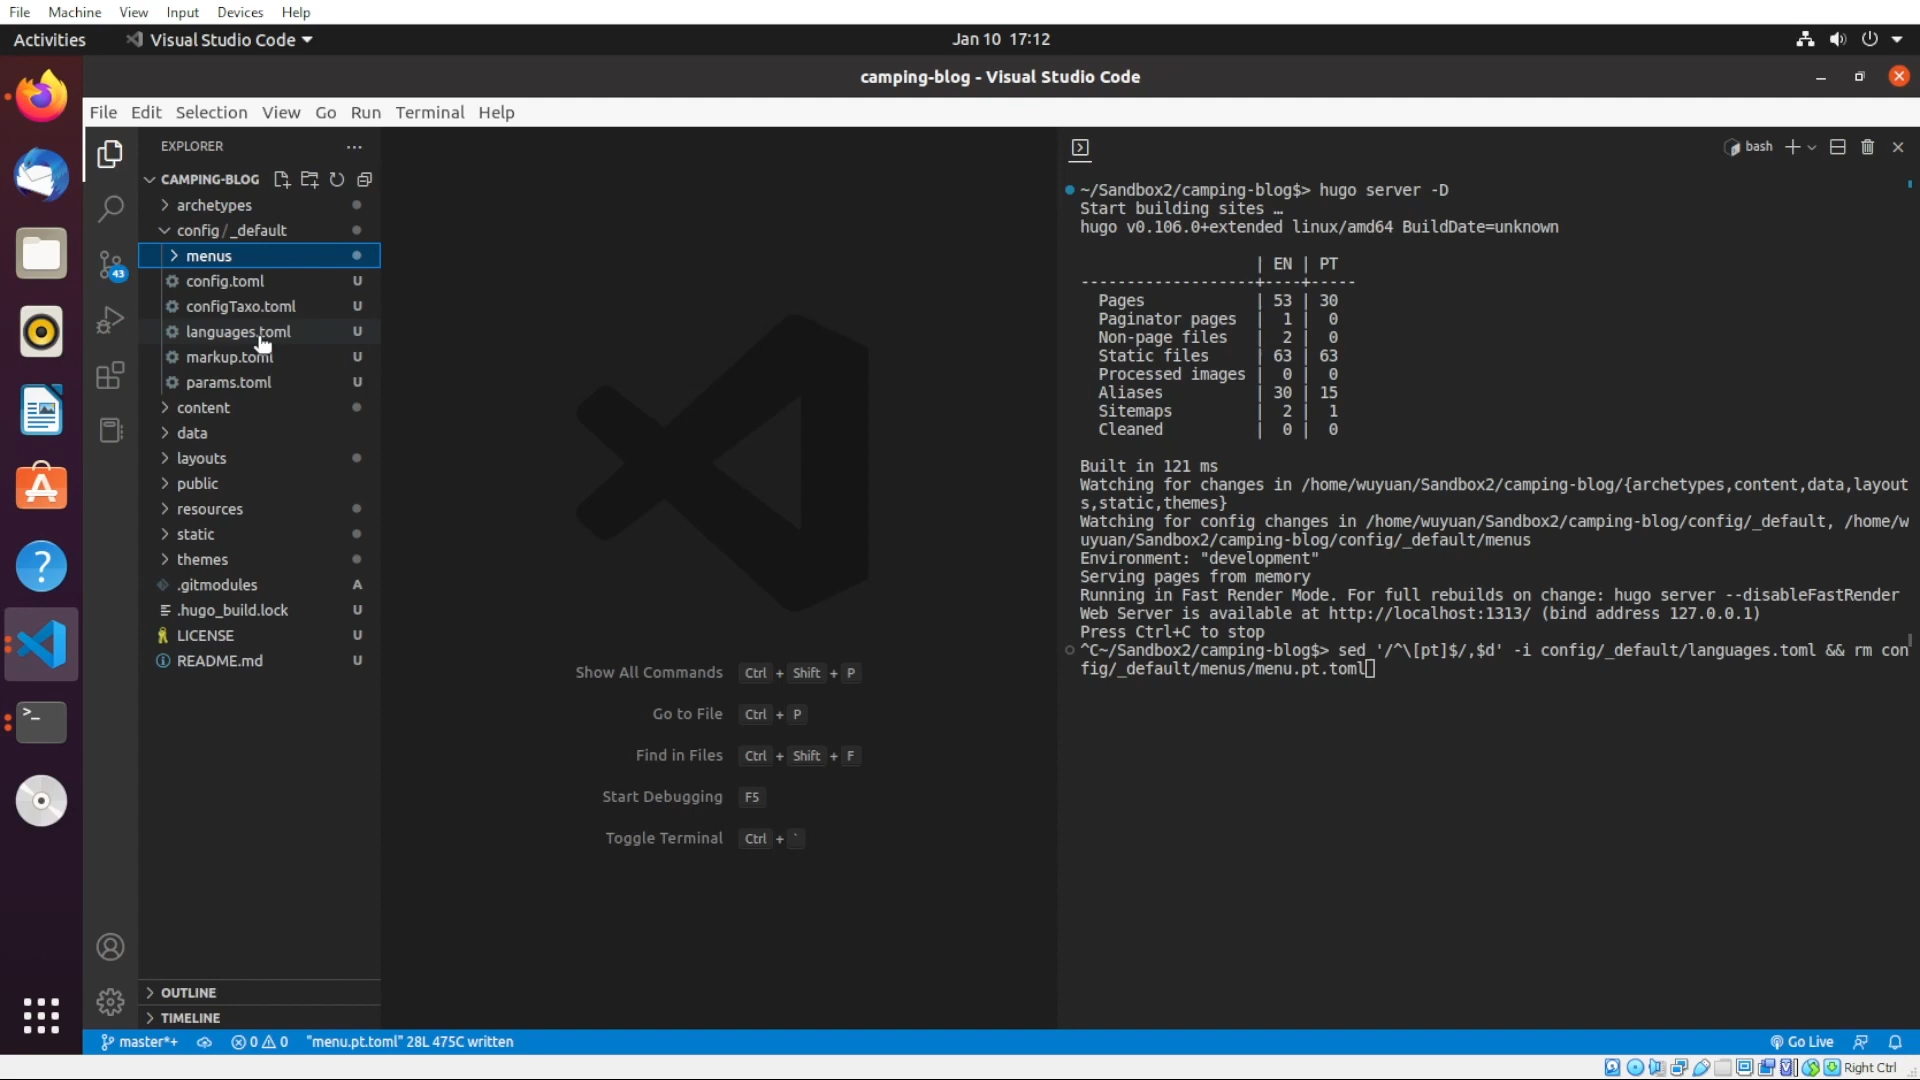 File Machine View Input Devices Help
Activities Visual Studio Code Jan 10 17:12
camping-blog - Visual Studio Code
File Edit Selection View Go Run Terminal Help
EXPLORER
CAMPING-BLOG
archetypes
config / _default
menus
config.toml U
configTaxo.toml U
languages.toml U
markup.toml U
params.toml U
content
data
layouts
public
resources
static
themes
.gitmodules A
.hugo_build.lock U
LICENSE U
README.md U
OUTLINE
TIMELINE
43
Show All Commands Ctrl + Shift + P
Go to File Ctrl + P
Find in Files Ctrl + Shift + F
Start Debugging F5
Toggle Terminal Ctrl + `
bash
~/Sandbox2/camping-blog$> hugo server -D
Start building sites …
hugo v0.106.0+extended linux/amd64 BuildDate=unknown
| EN | PT
-------------------+----+-----
Pages | 53 | 30
Paginator pages | 1 | 0
Non-page files | 2 | 0
Static files | 63 | 63
Processed images | 0 | 0
Aliases | 30 | 15
Sitemaps | 2 | 1
Cleaned | 0 | 0
Built in 121 ms
Watching for changes in /home/wuyuan/Sandbox2/camping-blog/{archetypes,content,data,layout
s,static,themes}
Watching for config changes in /home/wuyuan/Sandbox2/camping-blog/config/_default, /home/w
uyuan/Sandbox2/camping-blog/config/_default/menus
Environment: "development"
Serving pages from memory
Running in Fast Render Mode. For full rebuilds on change: hugo server --disableFastRender
Web Server is available at http://localhost:1313/ (bind address 127.0.0.1)
Press Ctrl+C to stop
^C~/Sandbox2/camping-blog$> sed '/^\[pt]$/,$d' -i config/_default/languages.toml && rm con
fig/_default/menus/menu.pt.toml
master*+ 0 0 "menu.pt.toml" 28L 475C written Go Live
Right Ctrl